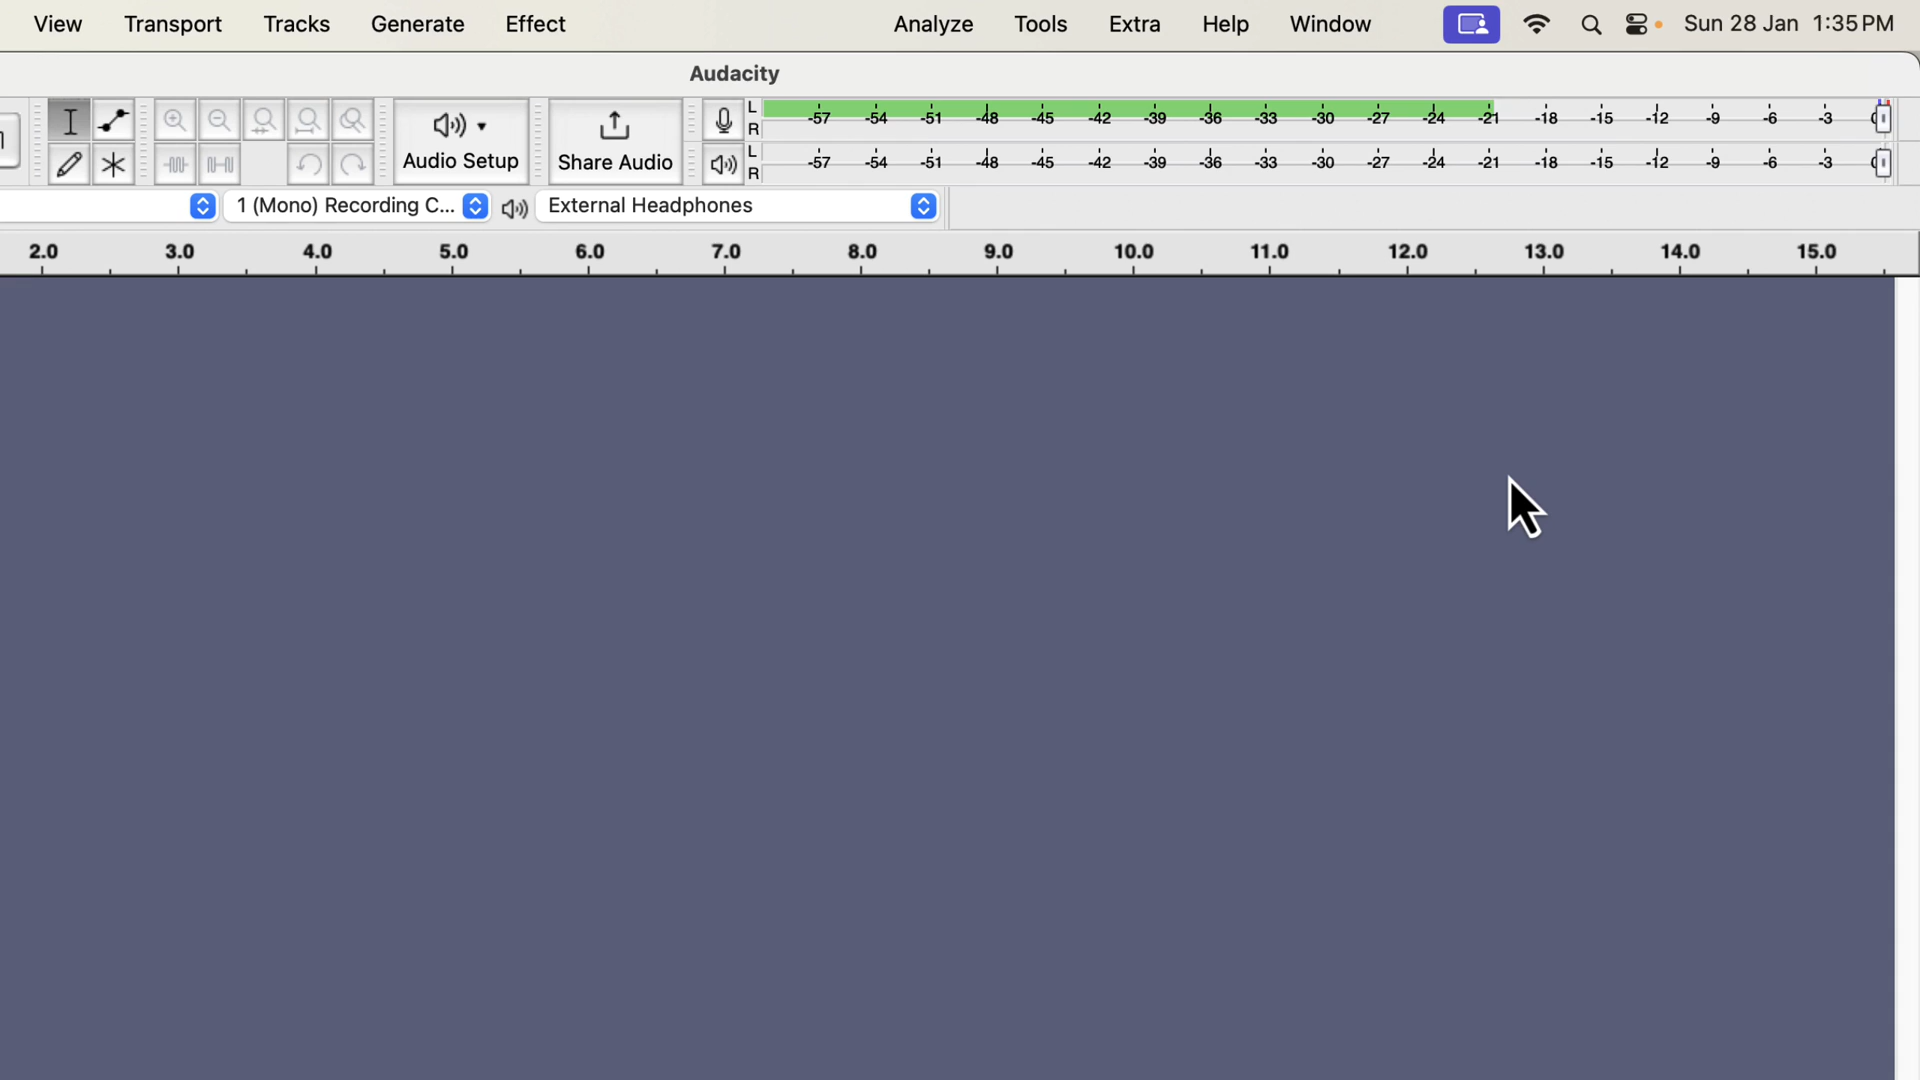 View Transport Tracks Generate Effect Analyze Tools Extra Help Window Sun 28 Jan 1:35 PM
Audacity
L
-57 -54 -51 -48 -45 -42 -39 -36 -33 -30 -27 -24 -21 -18 -15 -12 -9 -6 -3
R
Audio Setup
Share Audio
L
-57 -54 -51 -48 -45 -42 -39 -36 -33 -30 -27 -24 -21 -18 -15 -12 -9 -6 -3
R
1 (Mono) Recording C... External Headphones
2.0 3.0 4.0 5.0 6.0 7.0 8.0 9.0 10.0 11.0 12.0 13.0 14.0 15.0